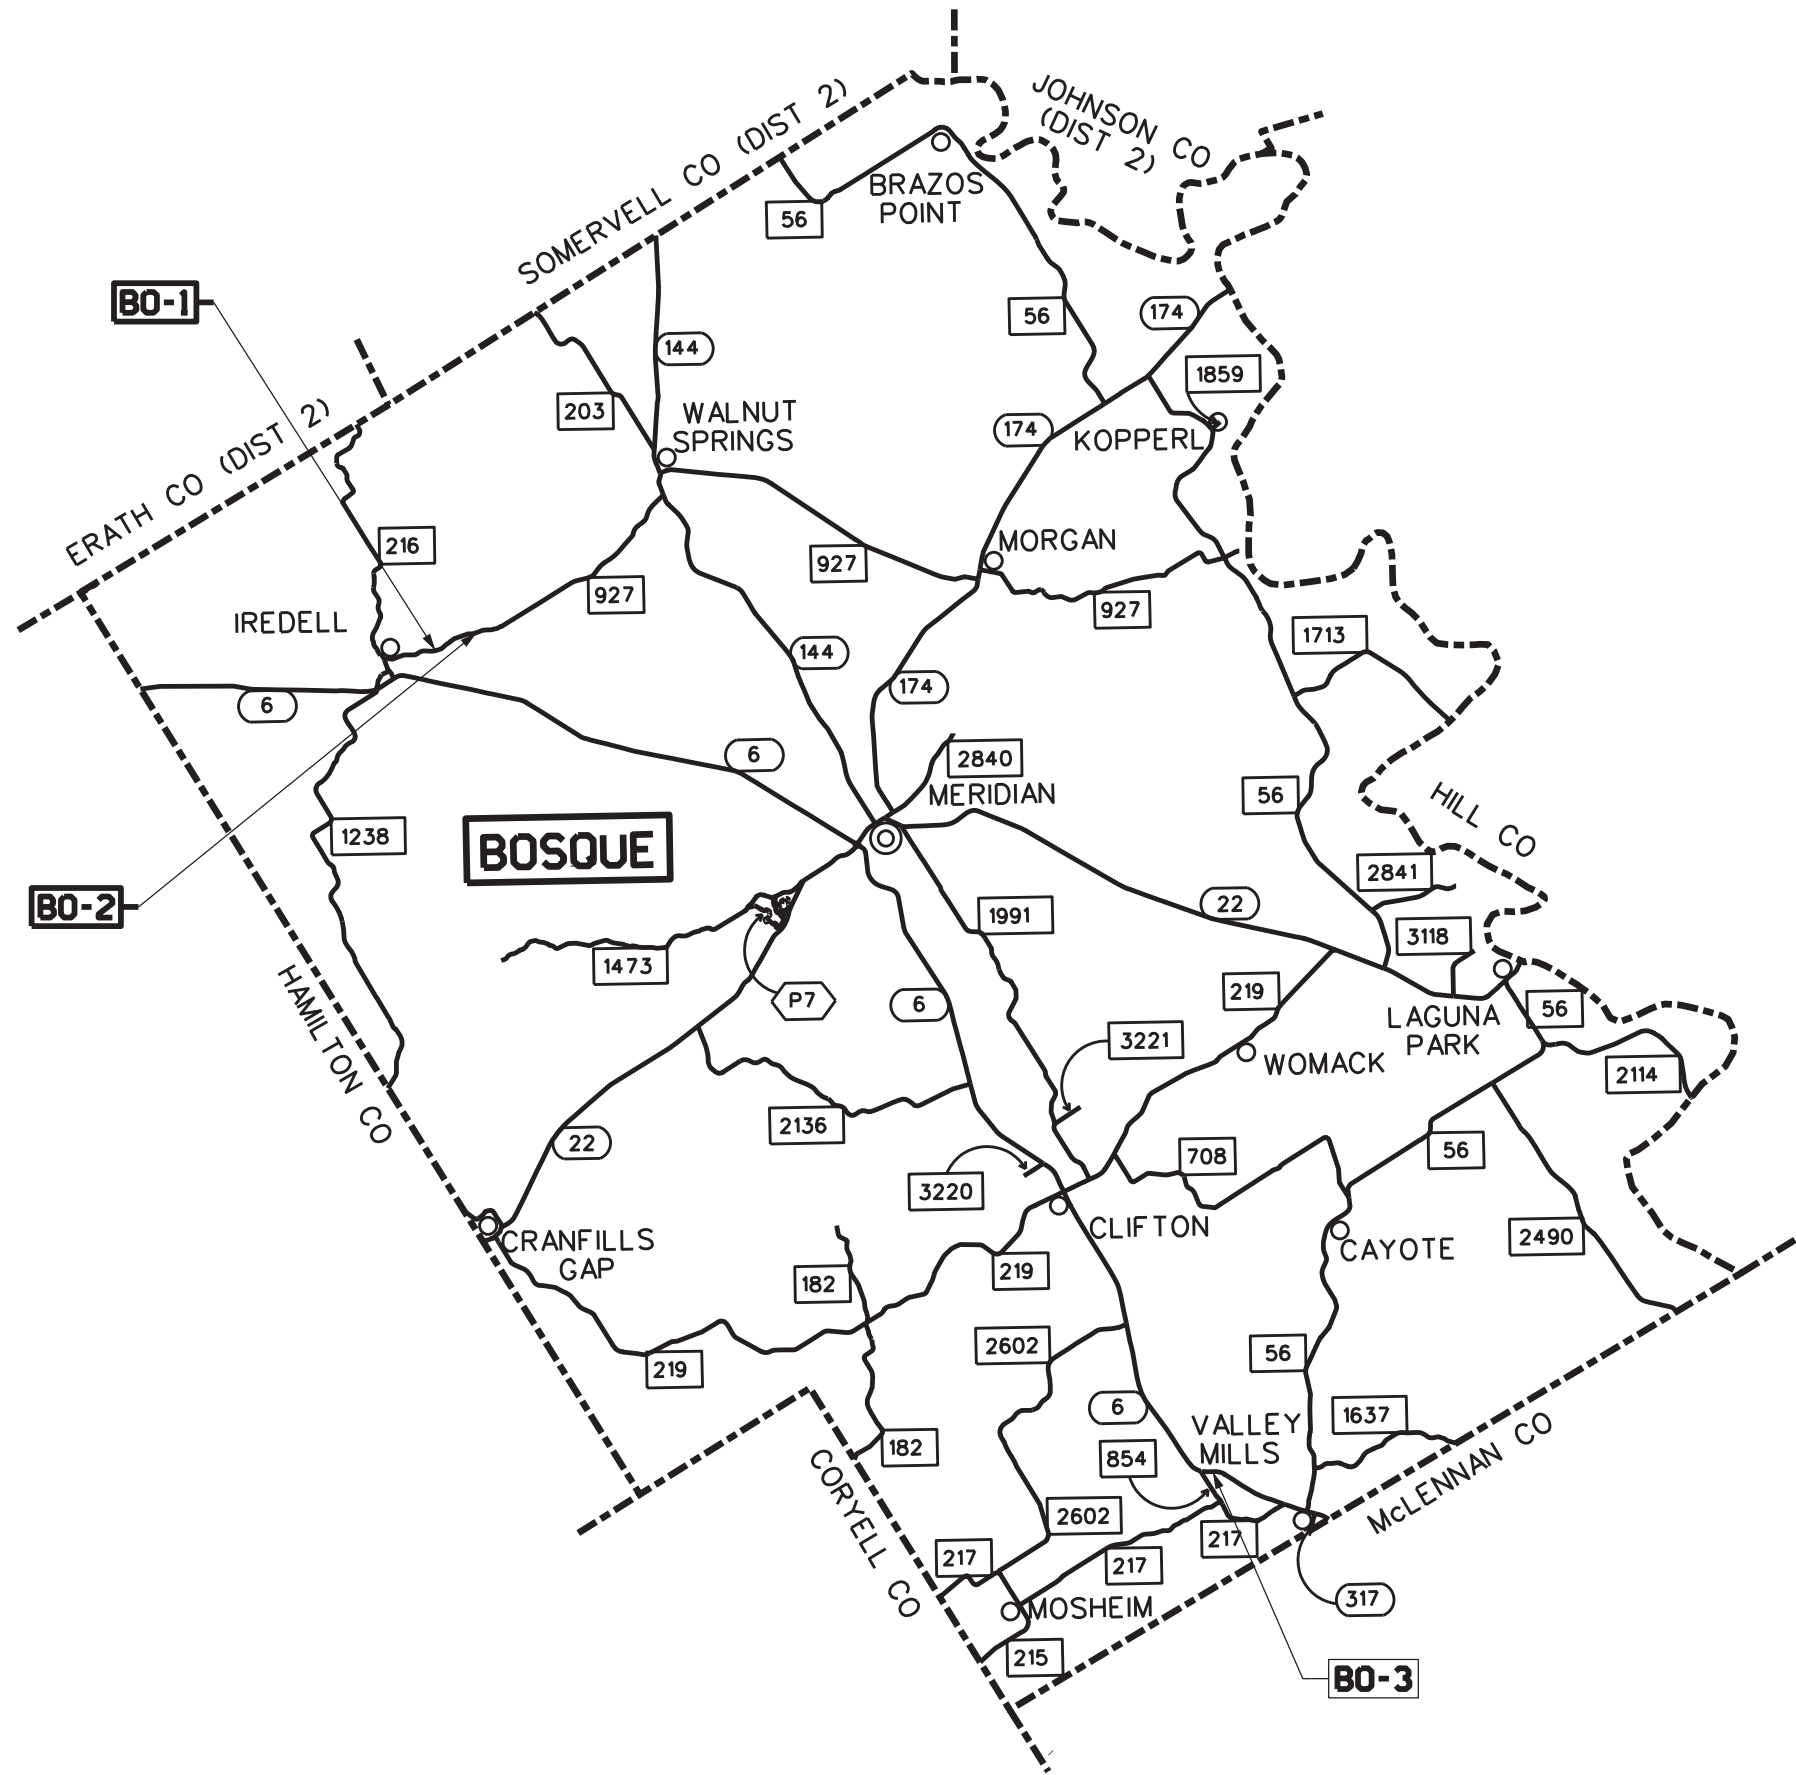 JOHNSON CO
(DIST 2)
SOMERVELL CO (DIST 2)
BRAZOS
POINT
56
BO-1
56
174
144
1859
203
WALNUT
SPRINGS
174
KOPPERL
ERATH CO (DIST 2)
216
MORGAN
927
927
927
IREDELL
1713
144
174
6
6
2840
MERIDIAN
56
HILL CO
1238
BOSQUE
2841
BO-2
22
1991
3118
1473
219
P7
6
56
HAMILTON CO
LAGUNA
PARK
3221
WOMACK
2114
2136
22
56
708
3220
CLIFTON
CRANFILLS
GAP
CAYOTE
2490
182
219
2602
56
219
6
1637
VALLEY
MILLS
182
854
McLENNAN CO
CORYELL CO
2602
217
217
217
317
MOSHEIM
215
BO-3